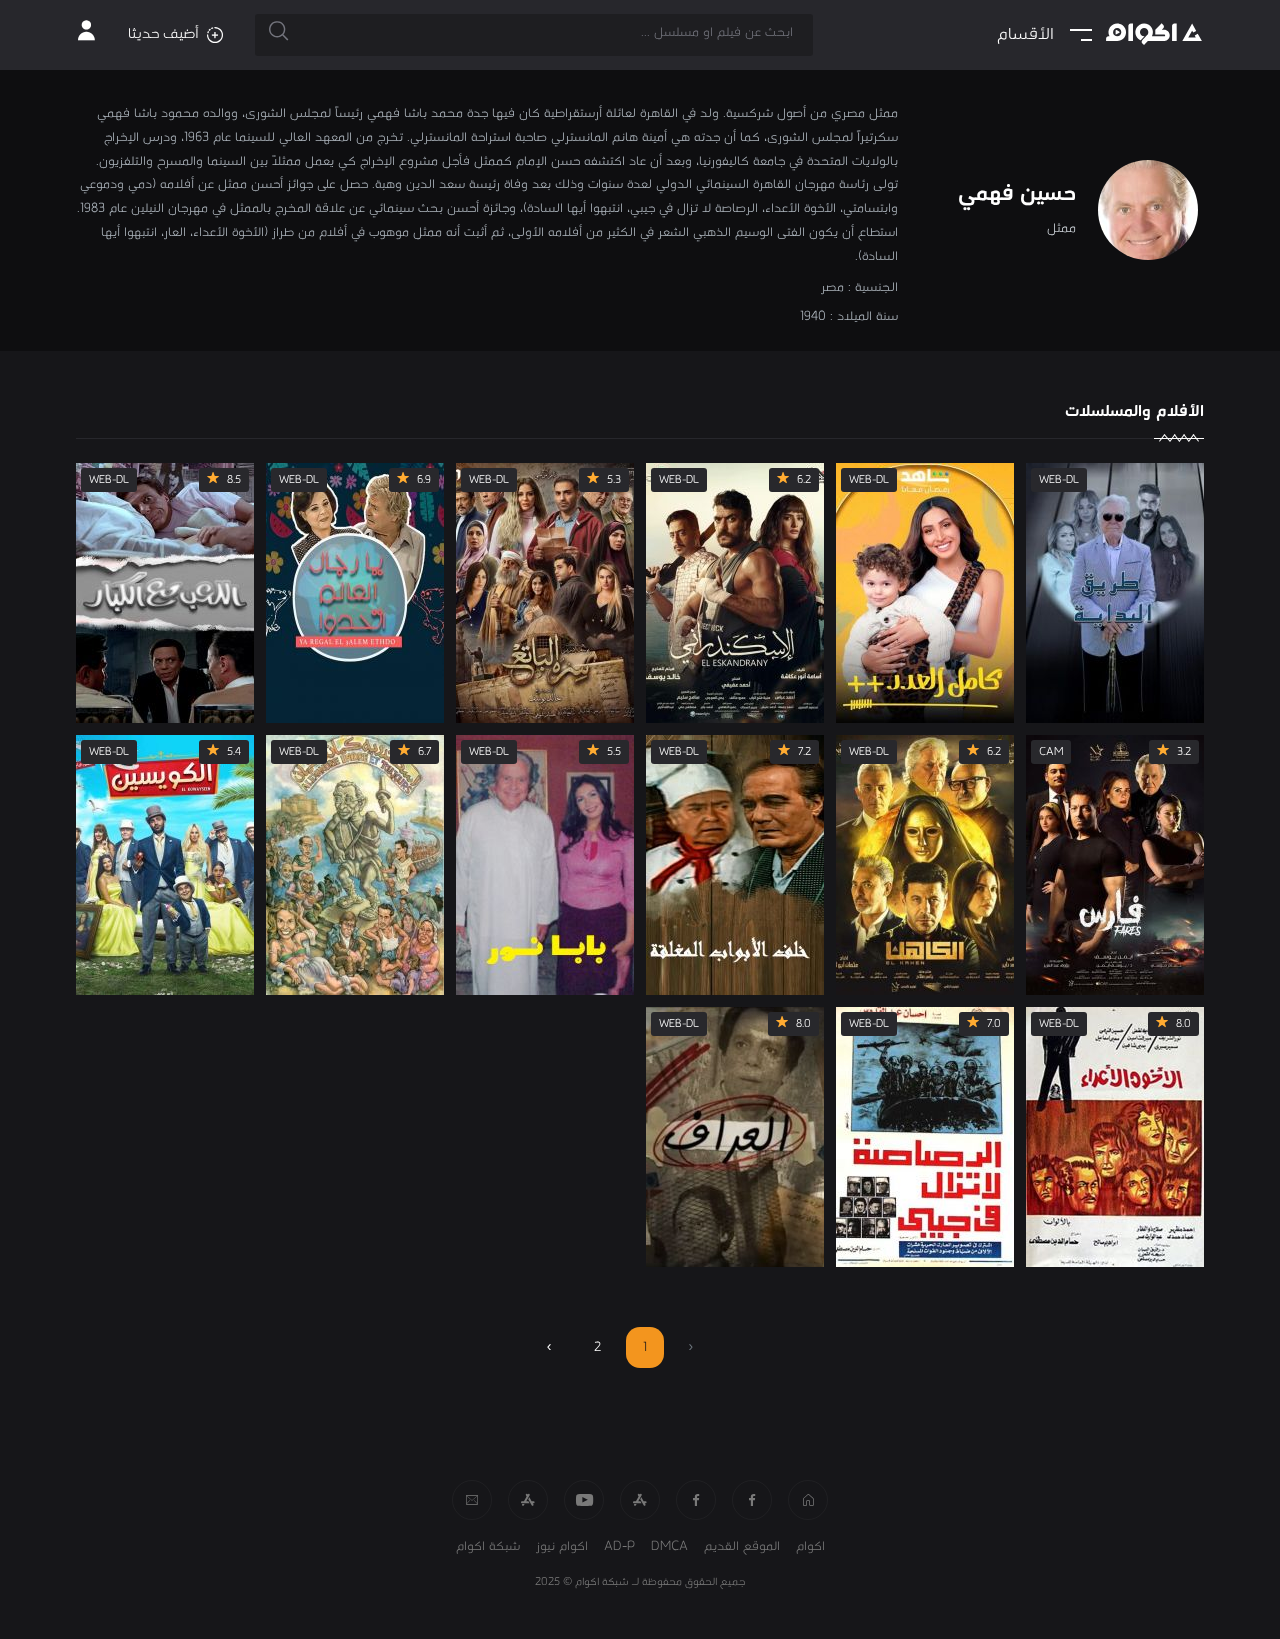 اكوام
الأقسام
ابحث عن فيلم او مسلسل ...
أضيف حديثا
حسين فهمي
ممثل
ممثل مصري من أصول شركسية. ولد في القاهرة لعائلة أرستقراطية كان فيها جدة محمد باشا فهمي رئيساً لمجلس الشورى، ووالده محمود باشا فهمي
سكرتيراً لمجلس الشورى، كما أن جدته هي أمينة هانم المانسترلي صاحبة استراحة المانسترلي. تخرج من المعهد العالي للسينما عام 1963، ودرس الإخراج
بالولايات المتحدة في جامعة كاليفورنيا، وبعد أن عاد اكتشفه حسن الإمام كممثل فأجل مشروع الإخراج كي يعمل ممثلاً بين السينما والمسرح والتلفزيون.
تولى رئاسة مهرجان القاهرة السينمائي الدولي لعدة سنوات وذلك بعد وفاة رئيسة سعد الدين وهبة. حصل على جوائز أحسن ممثل عن أفلامه (دمي ودموعي
وابتسامتي، الأخوة الأعداء، الرصاصة لا تزال في جيبي، انتبهوا أيها السادة)، وجائزة أحسن بحث سينمائي عن علاقة المخرج بالممثل في مهرجان النيلين عام 1983.
استطاع أن يكون الفتى الوسيم الذهبي الشعر في الكثير من أفلامه الأولى، ثم أثبت أنه ممثل موهوب في أفلام من طراز (الأخوة الأعداء، العار، انتبهوا أيها
السادة).
الجنسية : مصر
سنة الميلاد : 1940
الأفلام والمسلسلات
WEB-DL
طريق
البداية
WEB-DL
شاهد
كامل العدد ++
6.2 WEB-DL
الإسكندراني
EL ESKANDRANY
خالد يوسف
أسامة أنور عكاشة
5.3 WEB-DL
سره الباتع
6.9 WEB-DL
يا رجال
العالم
اتحدوا
YA REGAL EL 3ALEM ETHDO
8.5 WEB-DL
اللعب مع الكبار
3.2 CAM
فارس
FARES
6.2 WEB-DL
الكاهن
EL KAHEN
7.2 WEB-DL
خلف الأبواب المغلقة
5.5 WEB-DL
بابا نور
6.7 WEB-DL
5.4 WEB-DL
الكويسين
EL KOWAYSEEN
8.0 WEB-DL
الأخوة الأعداء
بالألوان
حسام الدين مصطفى
7.0 WEB-DL
الرصاصة
لا تزال
في جيبي
8.0 WEB-DL
العراف
‹ 1 2 ›
اكوام الموقع القديم DMCA AD-P اكوام نيوز شبكة اكوام
جميع الحقوق محفوظة لـ شبكة اكوام © 2025